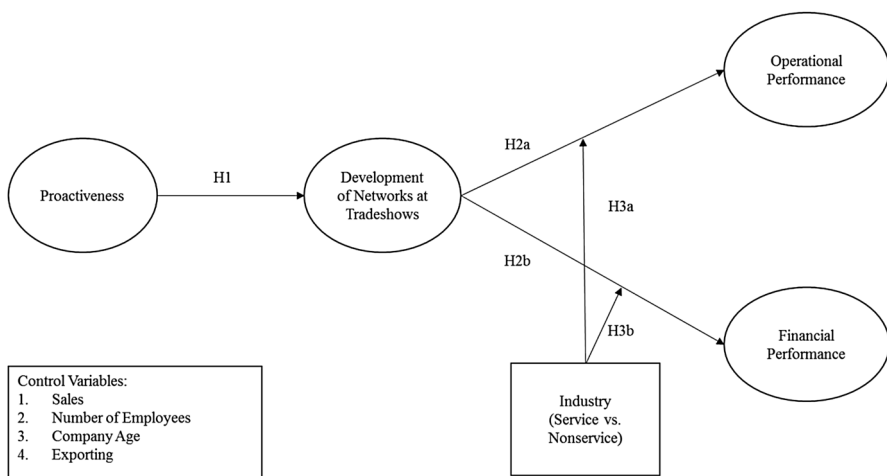 Operational
Performance
H2a
Proactiveness
H1
Development
of Networks at
Tradeshows
H3a
H2b
H3b
Financial
Performance
Control Variables:
1. Sales
2. Number of Employees
3. Company Age
4. Exporting
Industry
(Service vs.
Nonservice)